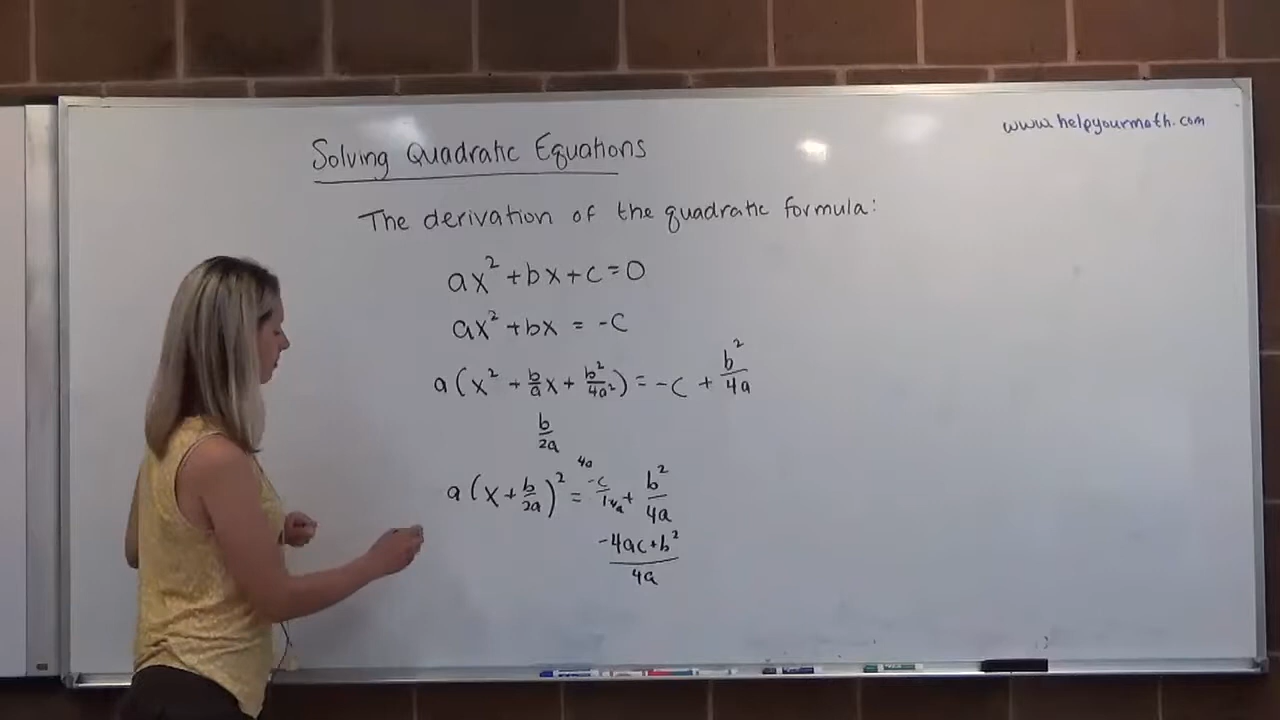 www.helpyourmath.com
Solving Quadratic Equations
The derivation of the quadratic formula:
ax² + bx + c = 0
ax² + bx = -c
a(x² + b/a x + b²/4a²) = -c + b²/4a
b/2a
4a
a(x + b/2a)² = -c/1·4a + b²/4a
-4ac+b²/4a